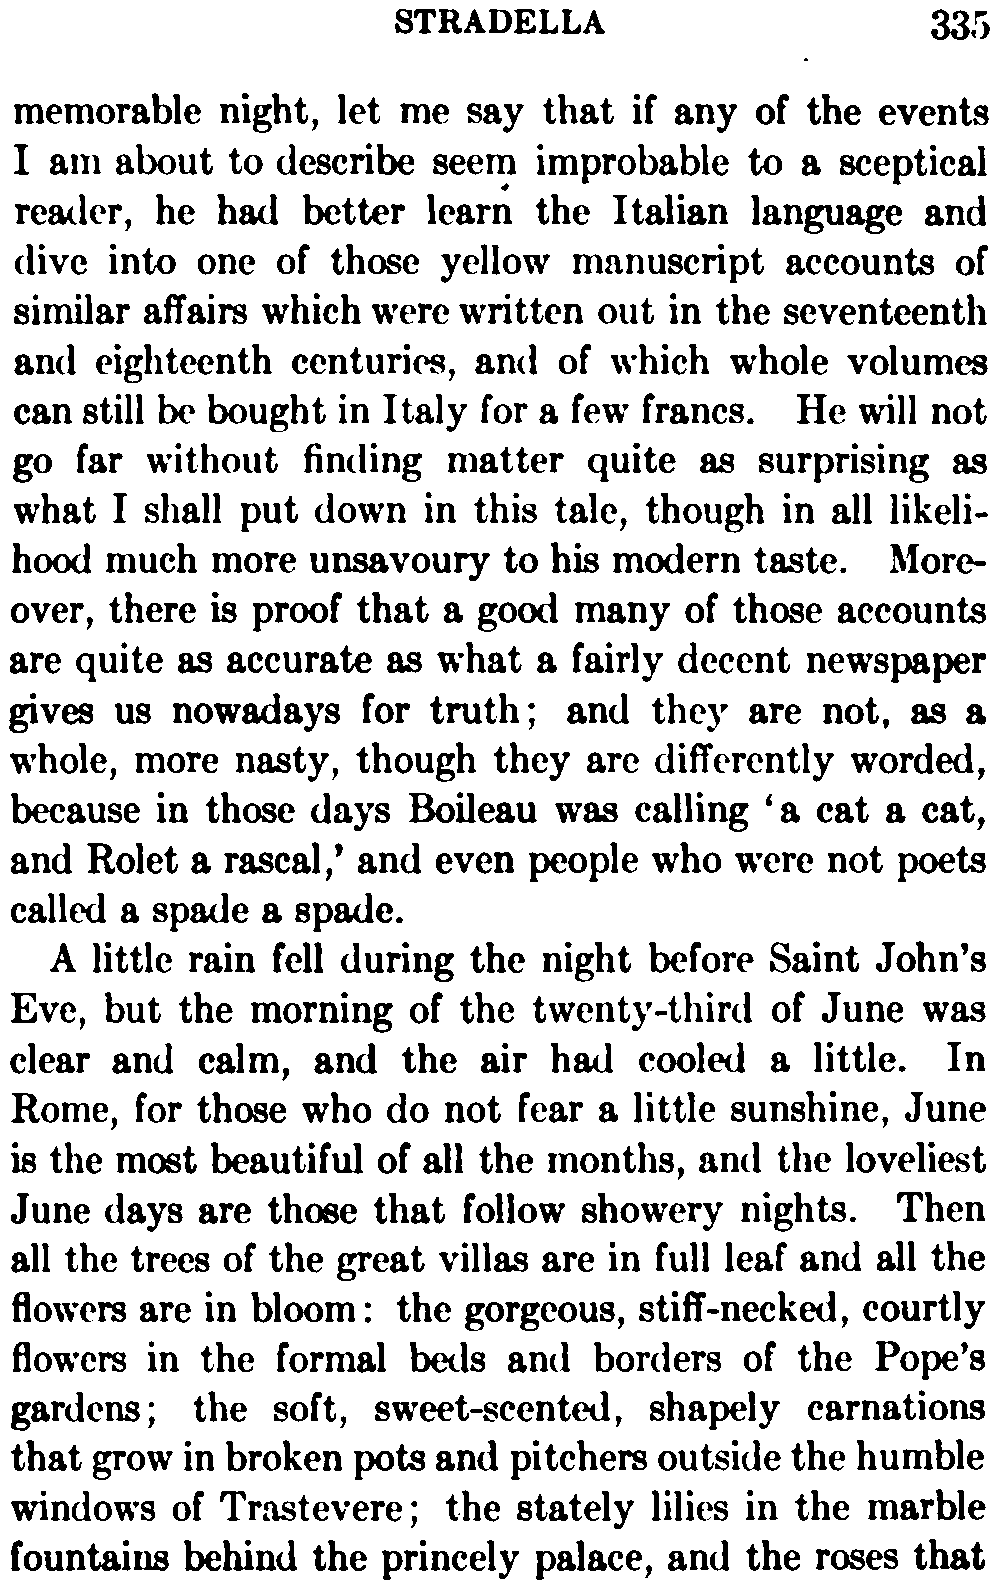 STRADELLA 335
memorable night, let me say that if any of the events
I am about to describe seem improbable to a sceptical
reader, he had better learn the Italian language and
dive into one of those yellow manuscript accounts of
similar affairs which were written out in the seventeenth
and eighteenth centuries, and of which whole volumes
can still be bought in Italy for a few francs. He will not
go far without finding matter quite as surprising as
what I shall put down in this tale, though in all likeli-
hood much more unsavoury to his modern taste. More-
over, there is proof that a good many of those accounts
are quite as accurate as what a fairly decent newspaper
gives us nowadays for truth; and they are not, as a
whole, more nasty, though they are differently worded,
because in those days Boileau was calling ‘a cat a cat,
and Rolet a rascal,’ and even people who were not poets
called a spade a spade.
A little rain fell during the night before Saint John’s
Eve, but the morning of the twenty-third of June was
clear and calm, and the air had cooled a little. In
Rome, for those who do not fear a little sunshine, June
is the most beautiful of all the months, and the loveliest
June days are those that follow showery nights. Then
all the trees of the great villas are in full leaf and all the
flowers are in bloom: the gorgeous, stiff-necked, courtly
flowers in the formal beds and borders of the Pope’s
gardens; the soft, sweet-scented, shapely carnations
that grow in broken pots and pitchers outside the humble
windows of Trastevere; the stately lilies in the marble
fountains behind the princely palace, and the roses that